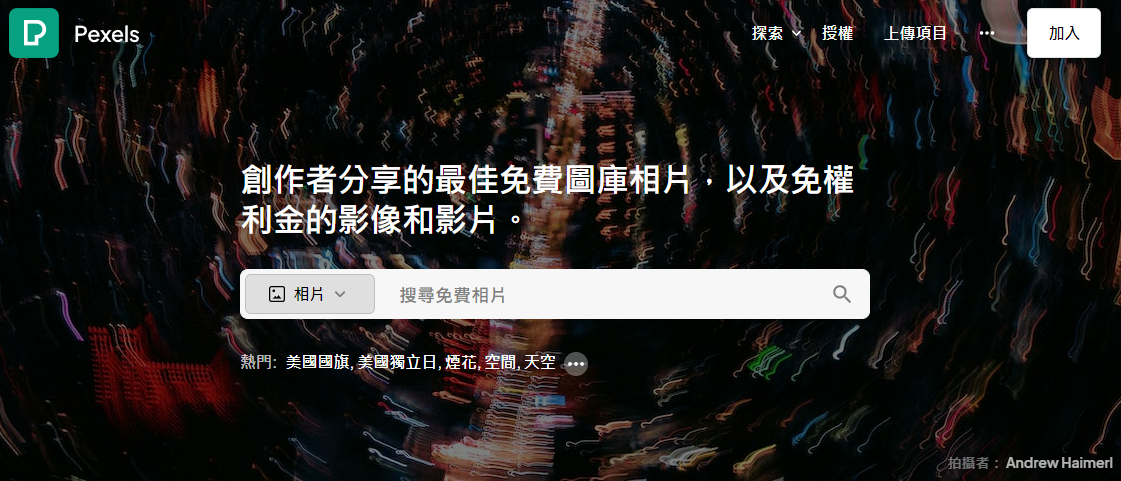 Pexels
探索
授權
上傳項目
加入
創作者分享的最佳免費圖庫相片，以及免權
利金的影像和影片。
相片
搜尋免費相片
熱門: 美國國旗, 美國獨立日, 煙花, 空間, 天空
拍攝者： Andrew Haimerl